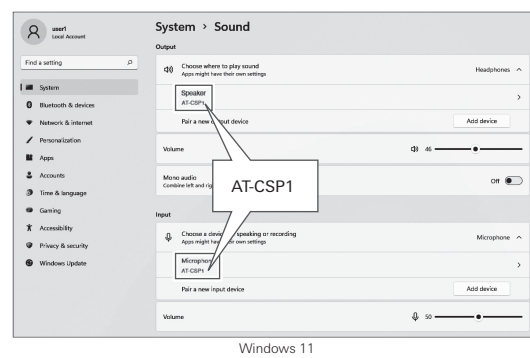 user1
Local Account
Find a setting
System
Bluetooth & devices
Network & internet
Personalization
Apps
Accounts
Time & language
Gaming
Accessibility
Privacy & security
Windows Update
System > Sound
Output
Choose where to play sound
Apps might have their own settings
Headphones
Speaker
AT-CSP1
Pair a new output device
Add device
Volume
46
Mono audio
Combine left and rig
Off
AT-CSP1
Input
Choose a device speaking or recording
Apps might have their own settings
Microphone
Microphon
AT-CSP1
Pair a new input device
Add device
Volume
50
Windows 11